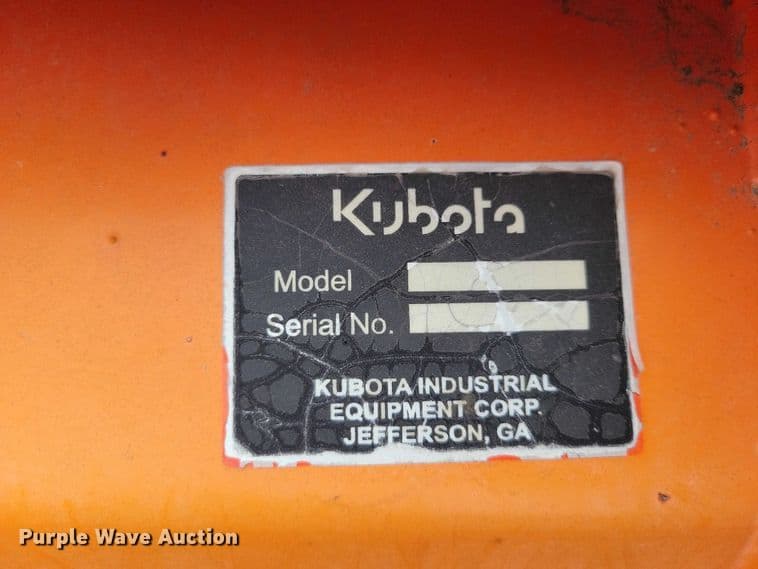 Kubota
Model
Serial No.
KUBOTA INDUSTRIAL
EQUIPMENT CORP.
JEFFERSON, GA
Purple Wave Auction